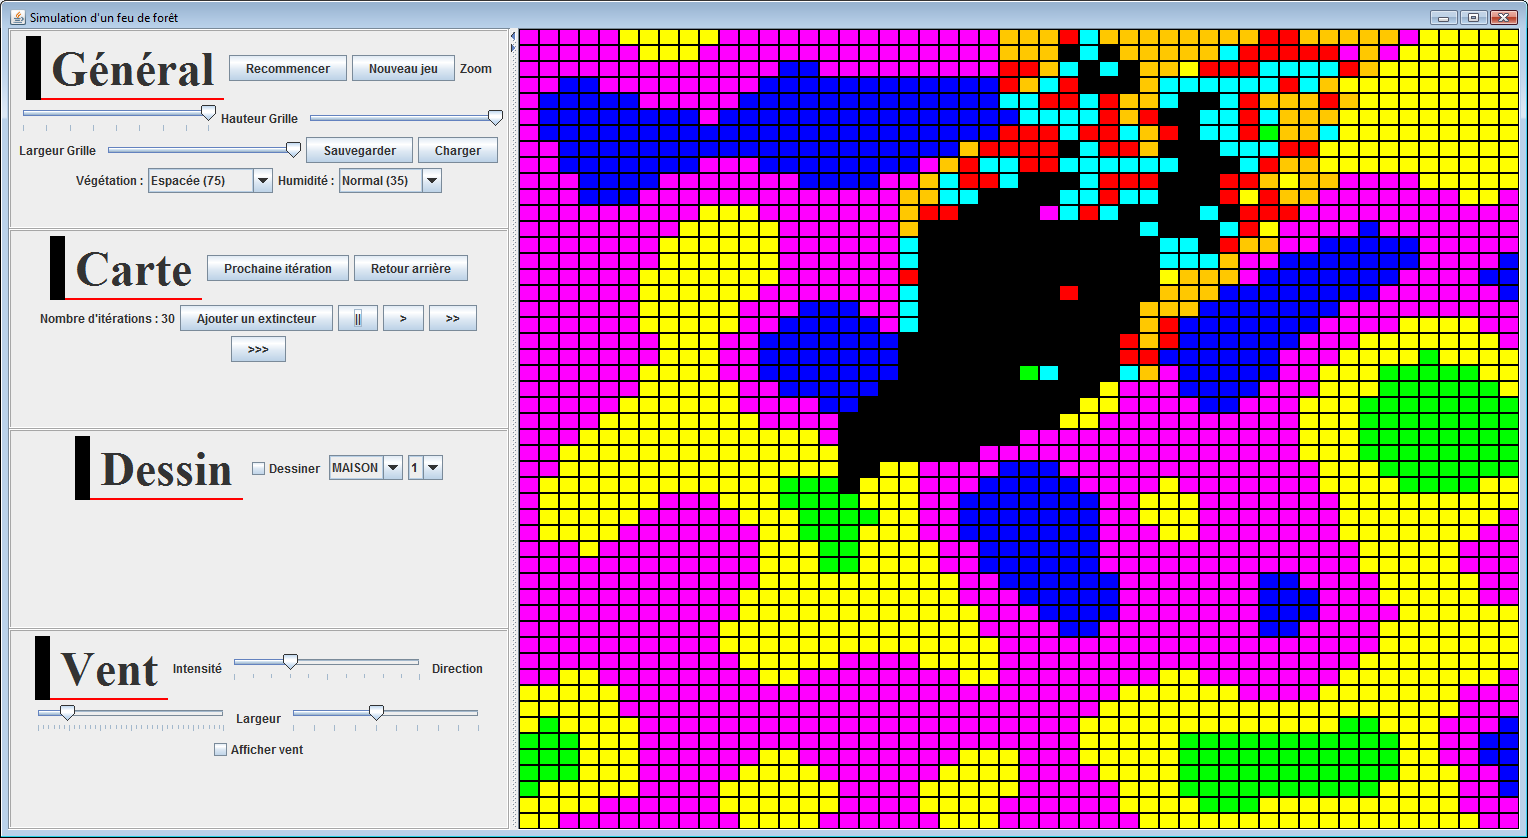 Simulation d'un feu de forêt
Général Recommencer Nouveau jeu Zoom
Hauteur Grille
Largeur Grille Sauvegarder Charger
Végétation : Espacée (75) Humidité : Normal (35)
Carte Prochaine itération Retour arrière
Nombre d'itérations : 30 Ajouter un extincteur || > >>
>>>
Dessin Dessiner MAISON 1
Vent Intensité Direction
Largeur
Afficher vent